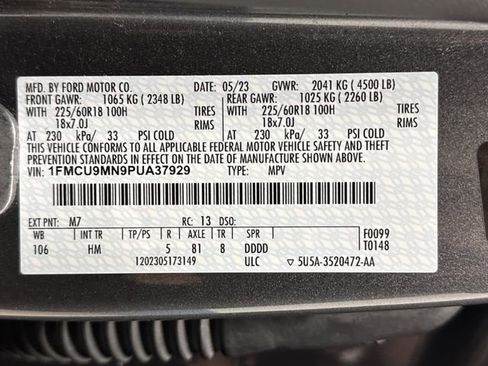 MFD. BY FORD MOTOR CO. DATE: 05/23 GVWR: 2041 KG ( 4500 LB)
FRONT GAWR: 1065 KG ( 2348 LB) REAR GAWR: 1025 KG ( 2260 LB)
WITH 225/60R18 100H TIRES WITH 225/60R18 100H TIRES
18x7.0J RIMS 18x7.0J RIMS
AT 230 kPa/ 33 PSI COLD AT 230 kPa/ 33 PSI COLD
THIS VEHICLE CONFORMS TO ALL APPLICABLE FEDERAL MOTOR VEHICLE SAFETY AND THEFT PREVENTION STANDARDS IN EFFECT ON THE DATE OF MANUFACTURE SHOWN ABOVE.
VIN: 1FMCU9MN9PUA37929 TYPE: MPV
EXT PNT: M7 RC: 13 DSO:
WB INT TR TP/PS R AXLE TR SPR F0099
106 HM 5 81 8 DDDD T0148
1202305173149 ULC ▽ 5U5A-3520472-AA